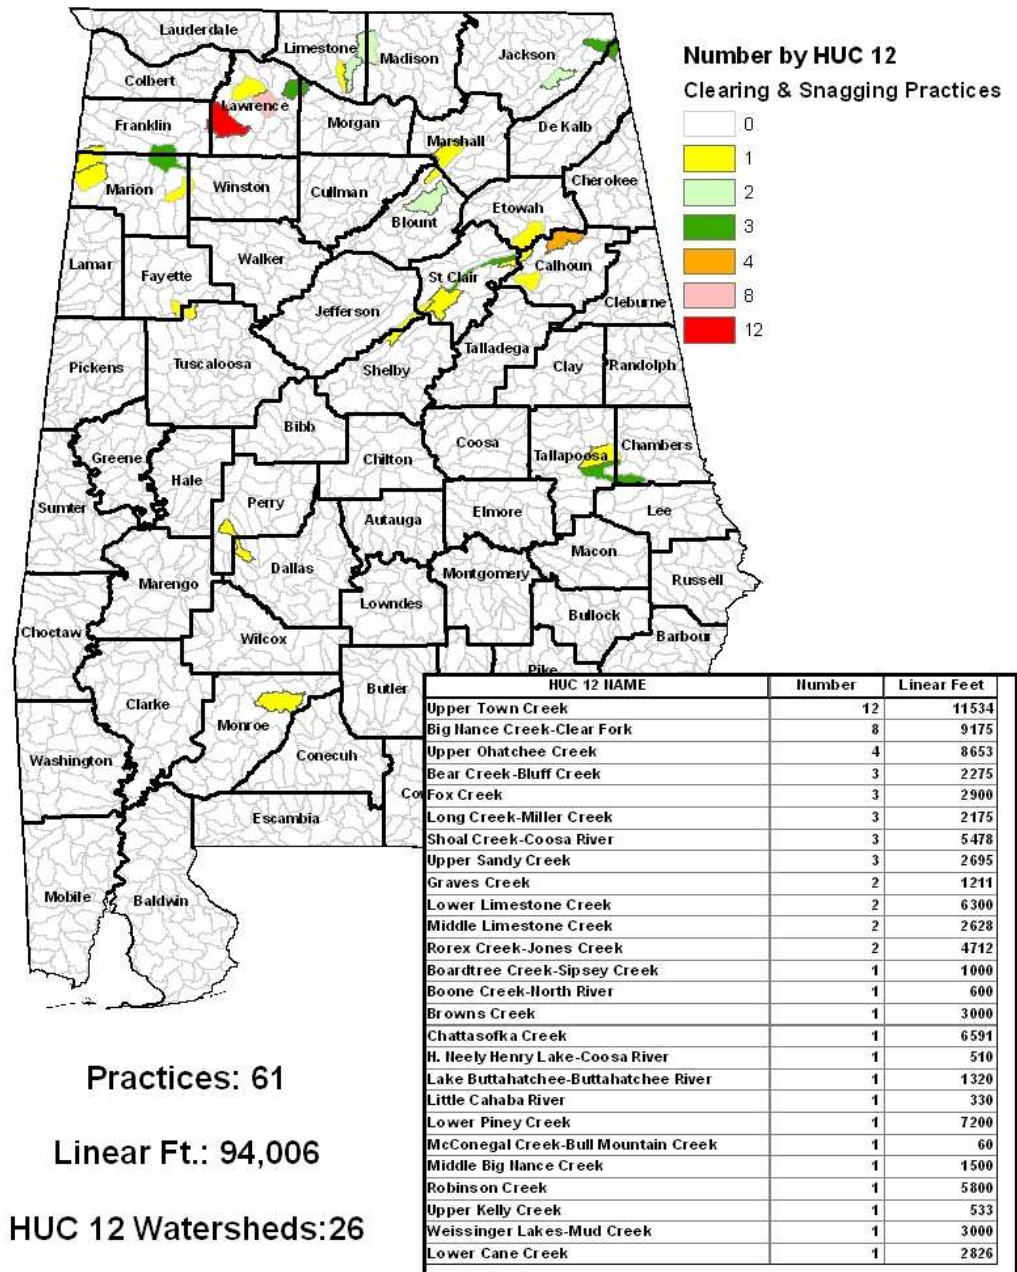 Lauderdale
Limestone
Madison
Jackson
Colbert
Lawrence
Franklin
Morgan
De Kalb
Marshall
Cherokee
Marion
Winston
Cullman
Etowah
Blount
Lamar
Walker
Fayette
St Clair
Calhoun
Cleburne
Jefferson
Talladega
Pickens
Tuscaloosa
Shelby
Clay
Randolph
Bibb
Coosa
Chambers
Tallapoosa
Greene
Chilton
Hale
Perry
Sumter
Autauga
Elmore
Lee
Macon
Dallas
Marengo
Montgomery
Russell
Lowndes
Bullock
Choctaw
Wilcox
Barbour
Pike
Butler
Clarke
Monroe
Conecuh
Washington
Co
Escambia
Mobile
Baldwin
Number by HUC 12
Clearing & Snagging Practices
0
1
2
3
4
8
12
HUC 12 NAME Number Linear Feet
Upper Town Creek 12 11534
Big Nance Creek-Clear Fork 8 9175
Upper Ohatchee Creek 4 8653
Bear Creek-Bluff Creek 3 2275
Fox Creek 3 2900
Long Creek-Miller Creek 3 2175
Shoal Creek-Coosa River 3 5478
Upper Sandy Creek 3 2695
Graves Creek 2 1211
Lower Limestone Creek 2 6300
Middle Limestone Creek 2 2628
Rorex Creek-Jones Creek 2 4712
Boardtree Creek-Sipsey Creek 1 1000
Boone Creek-North River 1 600
Browns Creek 1 3000
Chattasofka Creek 1 6591
H. Neely Henry Lake-Coosa River 1 510
Lake Buttahatchee-Buttahatchee River 1 1320
Little Cahaba River 1 330
Lower Piney Creek 1 7200
McConegal Creek-Bull Mountain Creek 1 60
Middle Big Nance Creek 1 1500
Robinson Creek 1 5800
Upper Kelly Creek 1 533
Weissinger Lakes-Mud Creek 1 3000
Lower Cane Creek 1 2826
Practices: 61
Linear Ft.: 94,006
HUC 12 Watersheds:26